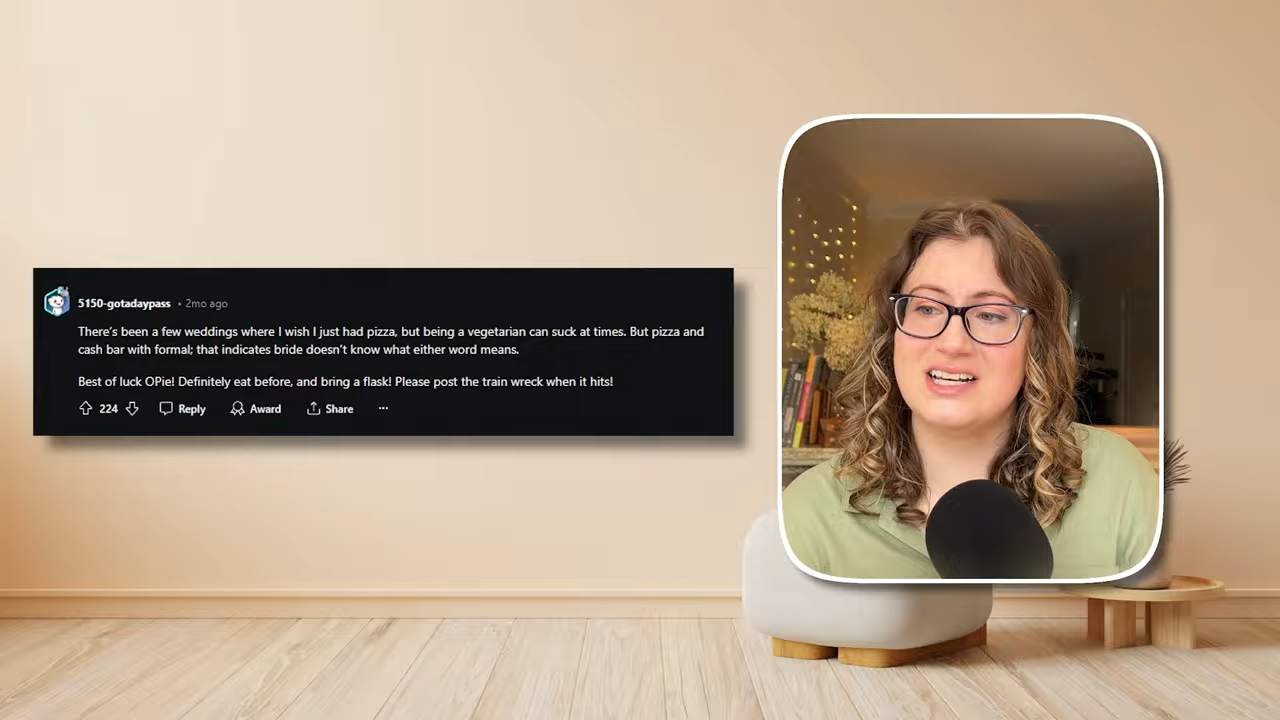 5150-gotadaypass • 2mo ago
There's been a few weddings where I wish I just had pizza, but being a vegetarian can suck at times. But pizza and
cash bar with formal; that indicates bride doesn't know what either word means.
Best of luck OPie! Definitely eat before, and bring a flask! Please post the train wreck when it hits!
224 Reply Award Share ···